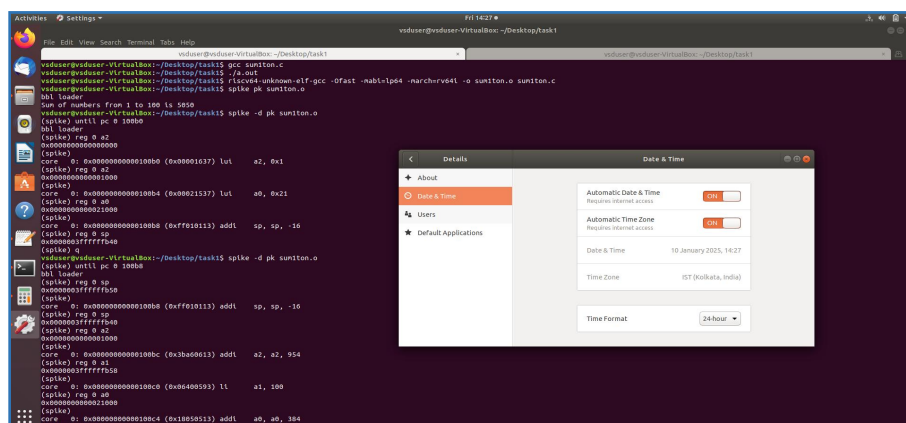 Activities Settings Fri 14:27
vsduser@vsduser-VirtualBox: ~/Desktop/task1
File Edit View Search Terminal Tabs Help
vsduser@vsduser-VirtualBox: ~/Desktop/task1 × vsduser@vsduser-VirtualBox: ~/Desktop/task1 ×
vsduser@vsduser-VirtualBox:~/Desktop/task1$ gcc sum1ton.c
vsduser@vsduser-VirtualBox:~/Desktop/task1$ ./a.out
vsduser@vsduser-VirtualBox:~/Desktop/task1$ riscv64-unknown-elf-gcc -Ofast -mabi=lp64 -march=rv64i -o sum1ton.o sum1ton.c
vsduser@vsduser-VirtualBox:~/Desktop/task1$ spike pk sum1ton.o
bbl loader
Sum of numbers from 1 to 100 is 5050
vsduser@vsduser-VirtualBox:~/Desktop/task1$ spike -d pk sum1ton.o
(spike) until pc 0 100b0
bbl loader
(spike) reg 0 a2
0x0000000000000000
(spike)
core 0: 0x00000000000100b0 (0x00001637) lui a2, 0x1
(spike) reg 0 a2
0x0000000000001000
(spike)
core 0: 0x00000000000100b4 (0x00021537) lui a0, 0x21
(spike) reg 0 a0
0x0000000000021000
(spike)
core 0: 0x00000000000100b8 (0xff010113) addi sp, sp, -16
(spike) reg 0 sp
0x0000003ffffffb40
(spike) q
vsduser@vsduser-VirtualBox:~/Desktop/task1$ spike -d pk sum1ton.o
(spike) until pc 0 100b8
bbl loader
(spike) reg 0 sp
0x0000003ffffffb50
(spike)
core 0: 0x00000000000100b8 (0xff010113) addi sp, sp, -16
(spike) reg 0 sp
0x0000003ffffffb40
(spike) reg 0 a2
0x0000000000001000
(spike)
core 0: 0x00000000000100bc (0x3ba60613) addi a2, a2, 954
(spike) reg 0 a1
0x0000003ffffffb58
(spike)
core 0: 0x00000000000100c0 (0x06400593) li a1, 100
(spike) reg 0 a0
0x0000000000021000
(spike)
core 0: 0x00000000000100c4 (0x18050513) addi a0, a0, 384
Details Date & Time
About
Date & Time
Users
Default Applications
Automatic Date & Time ON
Requires internet access
Automatic Time Zone ON
Requires internet access
Date & Time 10 January 2025, 14:27
Time Zone IST (Kolkata, India)
Time Format 24-hour